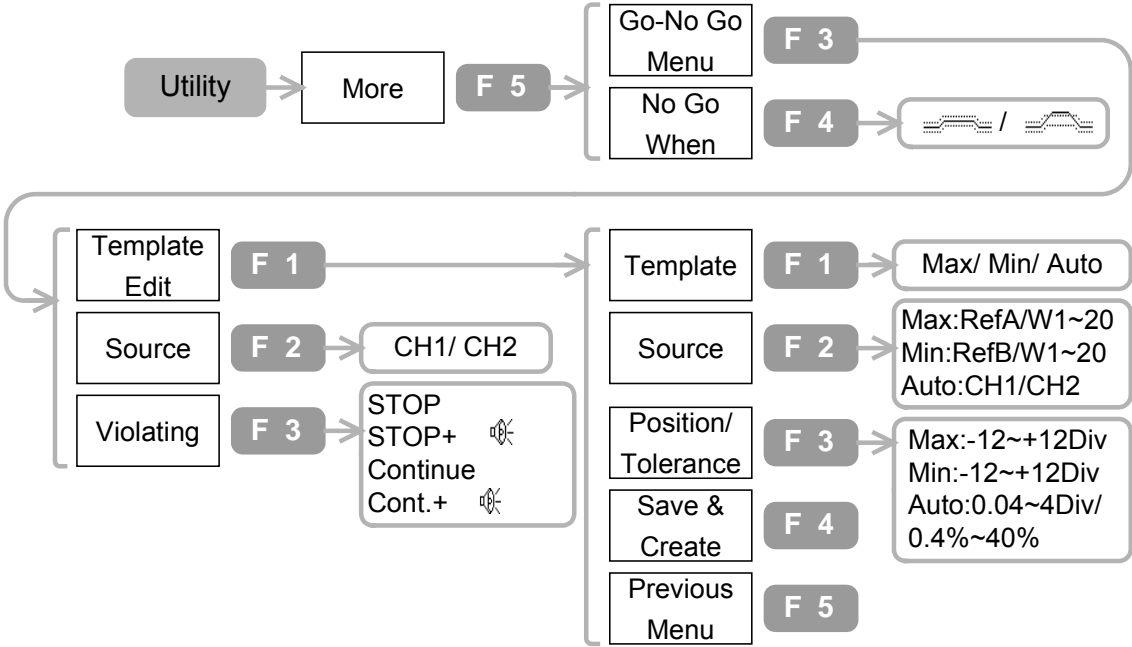 Utility
More
F 5
Go-No Go
Menu
F 3
No Go
When
F 4
/
Template
Edit
F 1
Source
F 2
CH1/ CH2
Violating
F 3
STOP
STOP+
Continue
Cont.+
Template
F 1
Max/ Min/ Auto
Source
F 2
Max:RefA/W1~20
Min:RefB/W1~20
Auto:CH1/CH2
Position/
Tolerance
F 3
Max:-12~+12Div
Min:-12~+12Div
Auto:0.04~4Div/
0.4%~40%
Save &
Create
F 4
Previous
Menu
F 5